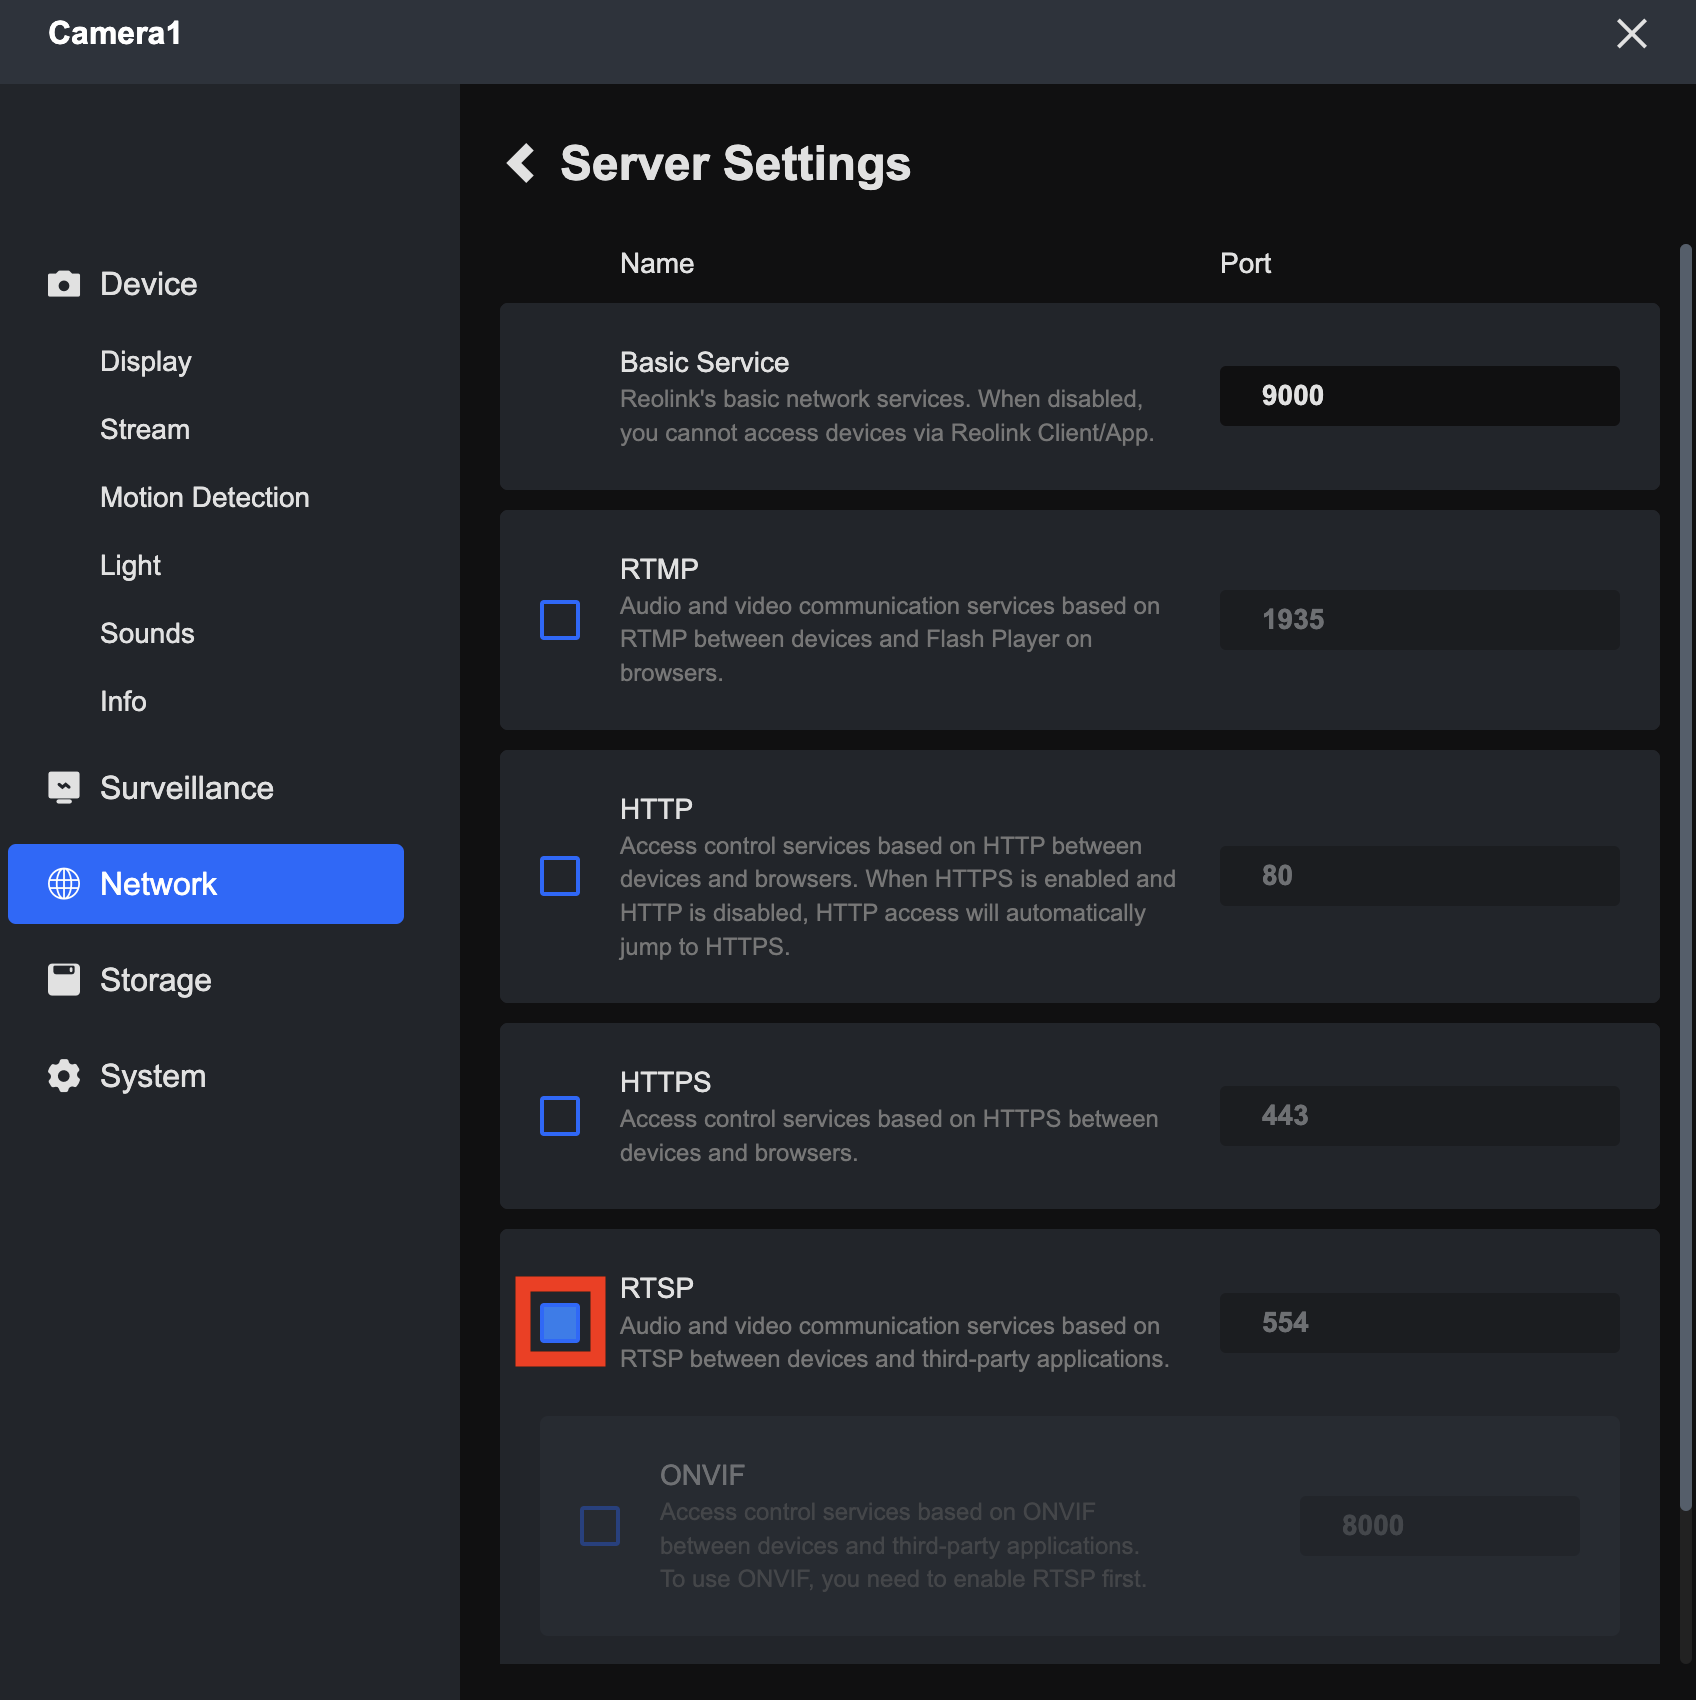 Camera1
Server Settings
Device
Display
Stream
Motion Detection
Light
Sounds
Info
Surveillance
Network
Storage
System
Name
Port
Basic Service
Reolink's basic network services. When disabled,
you cannot access devices via Reolink Client/App.
9000
RTMP
Audio and video communication services based on
RTMP between devices and Flash Player on
browsers.
1935
HTTP
Access control services based on HTTP between
devices and browsers. When HTTPS is enabled and
HTTP is disabled, HTTP access will automatically
jump to HTTPS.
80
HTTPS
Access control services based on HTTPS between
devices and browsers.
443
RTSP
Audio and video communication services based on
RTSP between devices and third-party applications.
554
ONVIF
Access control services based on ONVIF
between devices and third-party applications.
To use ONVIF, you need to enable RTSP first.
8000